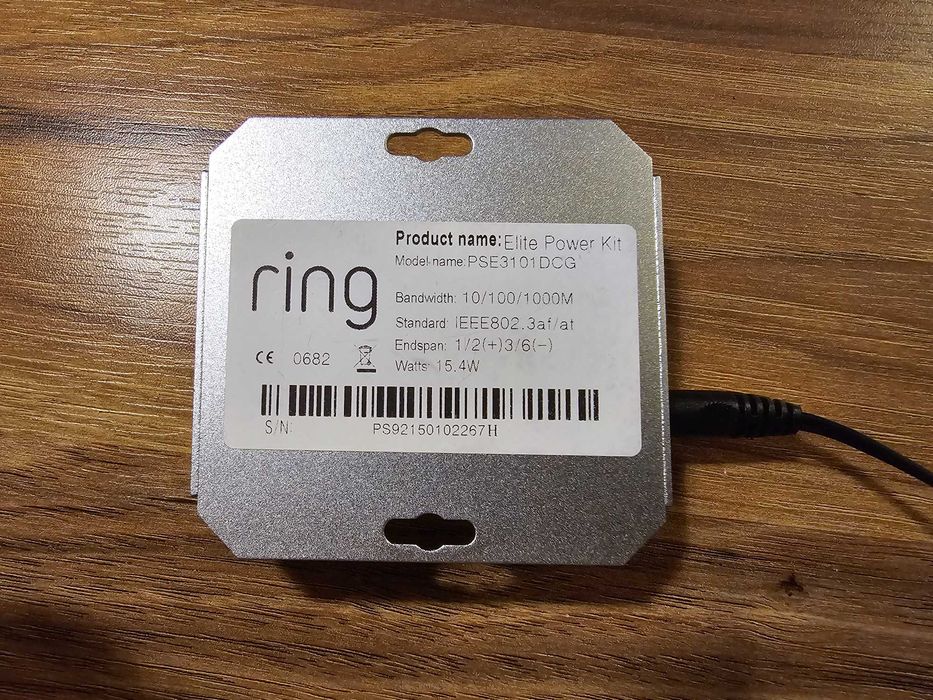 ring
Product name: Elite Power Kit
Model name: PSE3101DCG
Bandwidth: 10/100/1000M
Standard: IEEE802.3af/at
Endspan: 1/2(+)3/6(-)
Watts: 15.4W
CE 0682
S/N: PS92150102267H